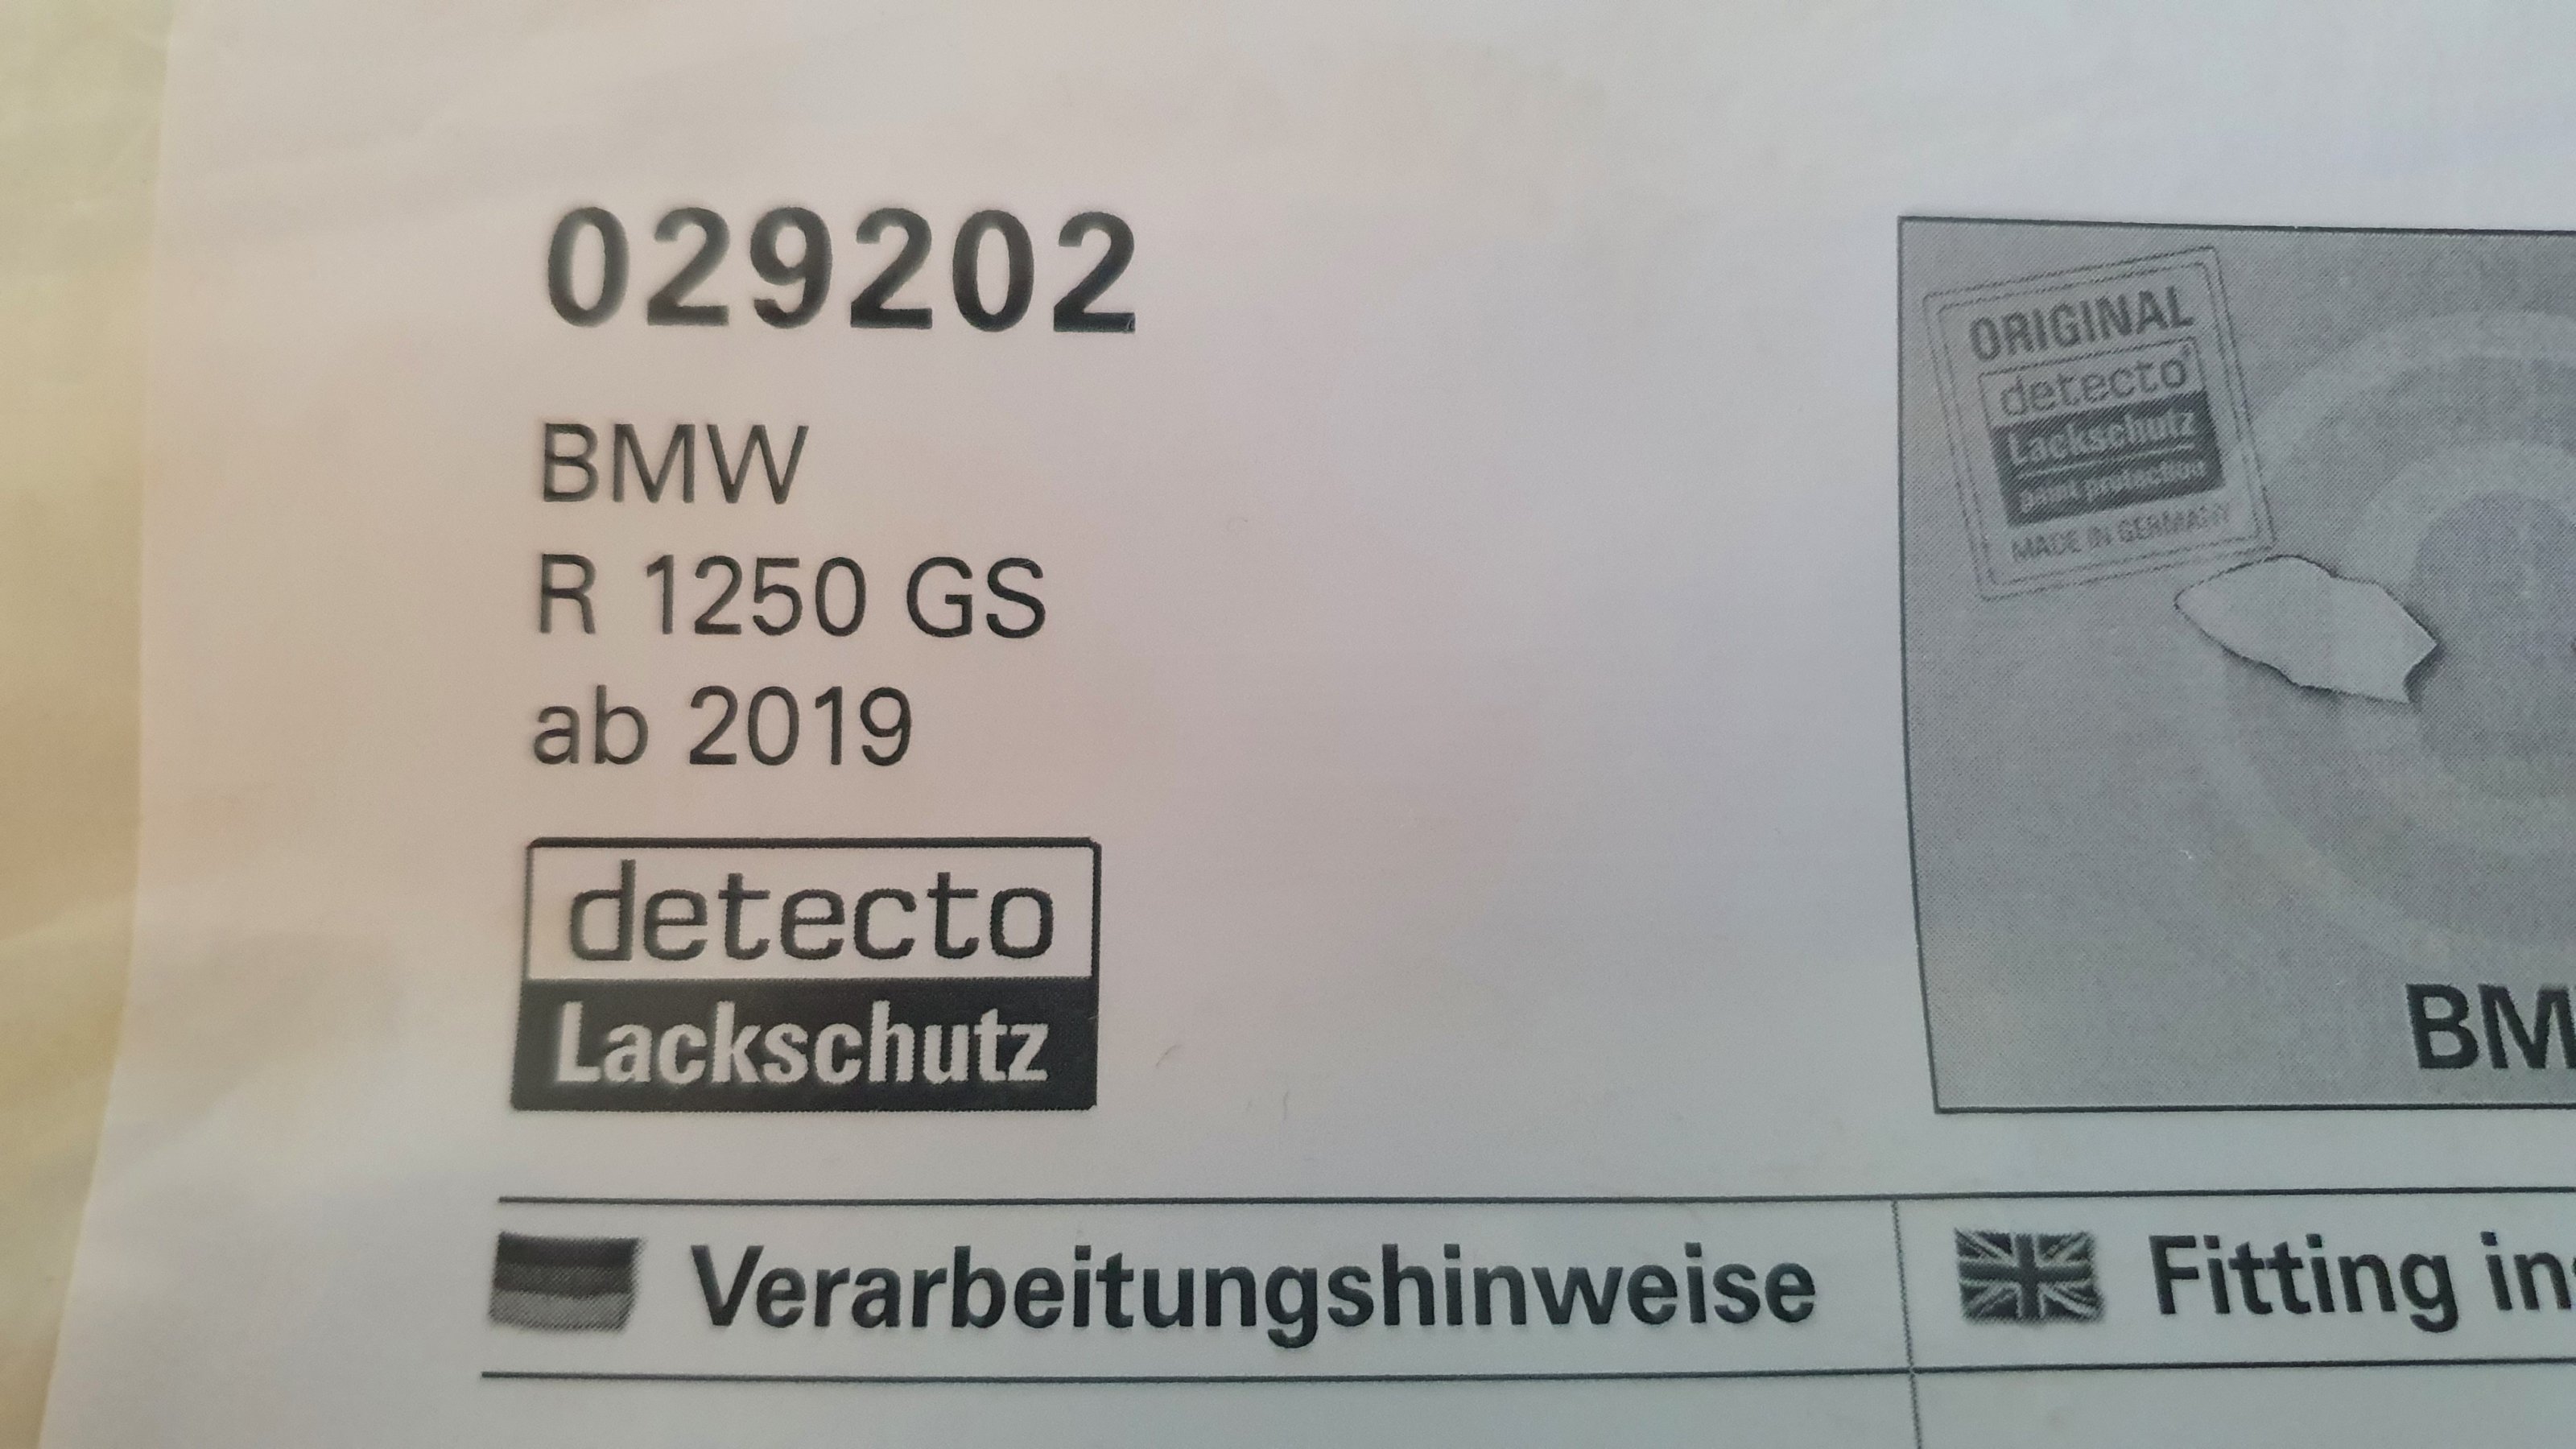 029202
BMW
R 1250 GS
ab 2019
detecto
Lackschutz
ORIGINAL
detecto®
Lackschutz
paint protection
MADE IN GERMANY
BM
Verarbeitungshinweise
Fitting in